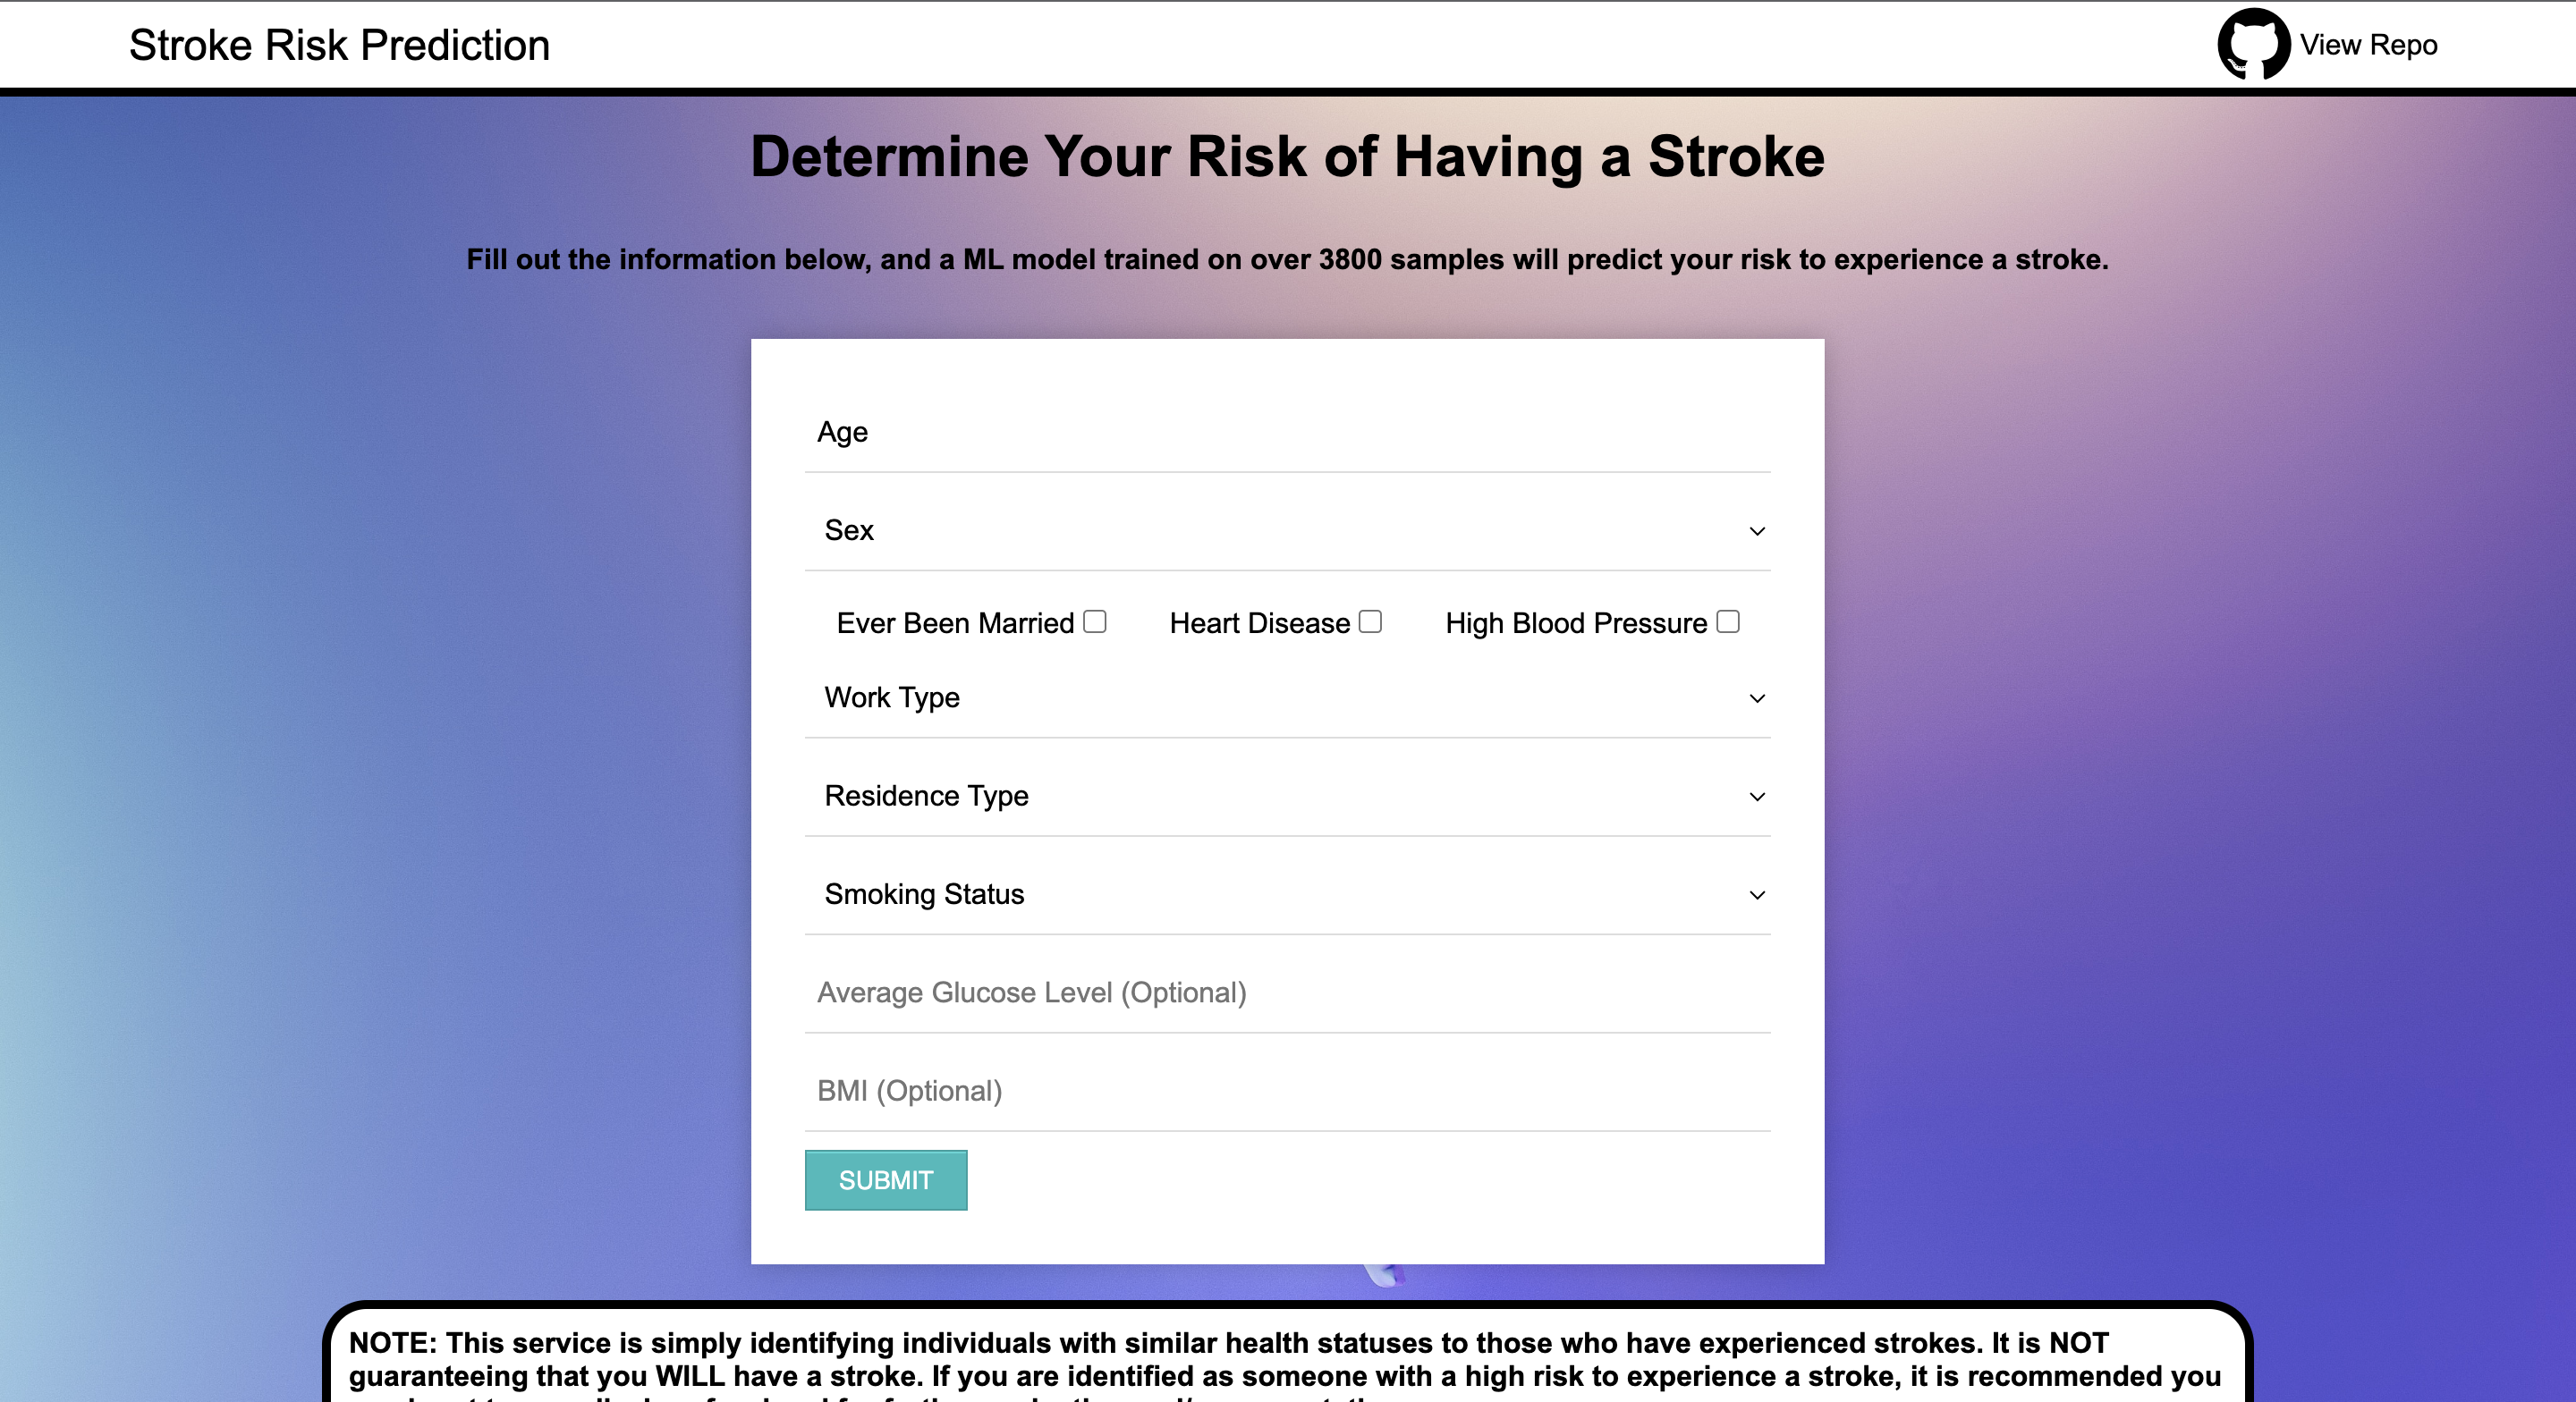 Stroke Risk Prediction
View Repo
Determine Your Risk of Having a Stroke
Fill out the information below, and a ML model trained on over 3800 samples will predict your risk to experience a stroke.
Age
Sex
Ever Been Married Heart Disease High Blood Pressure
Work Type
Residence Type
Smoking Status
Average Glucose Level (Optional)
BMI (Optional)
SUBMIT
NOTE: This service is simply identifying individuals with similar health statuses to those who have experienced strokes. It is NOT
guaranteeing that you WILL have a stroke. If you are identified as someone with a high risk to experience a stroke, it is recommended you